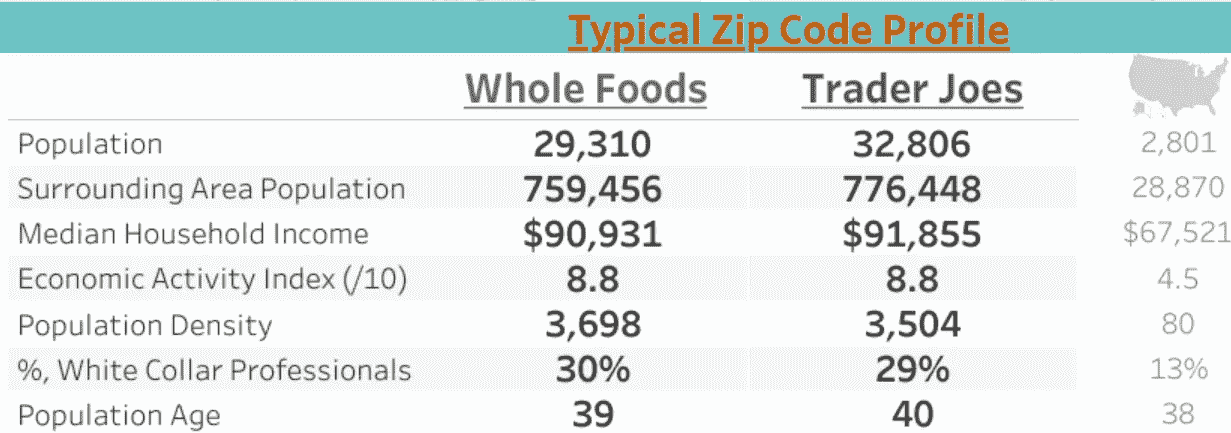 Typical Zip Code Profile
Whole Foods Trader Joes
Population 29,310 32,806 2,801
Surrounding Area Population 759,456 776,448 28,870
Median Household Income $90,931 $91,855 $67,521
Economic Activity Index (/10) 8.8 8.8 4.5
Population Density 3,698 3,504 80
%, White Collar Professionals 30% 29% 13%
Population Age 39 40 38